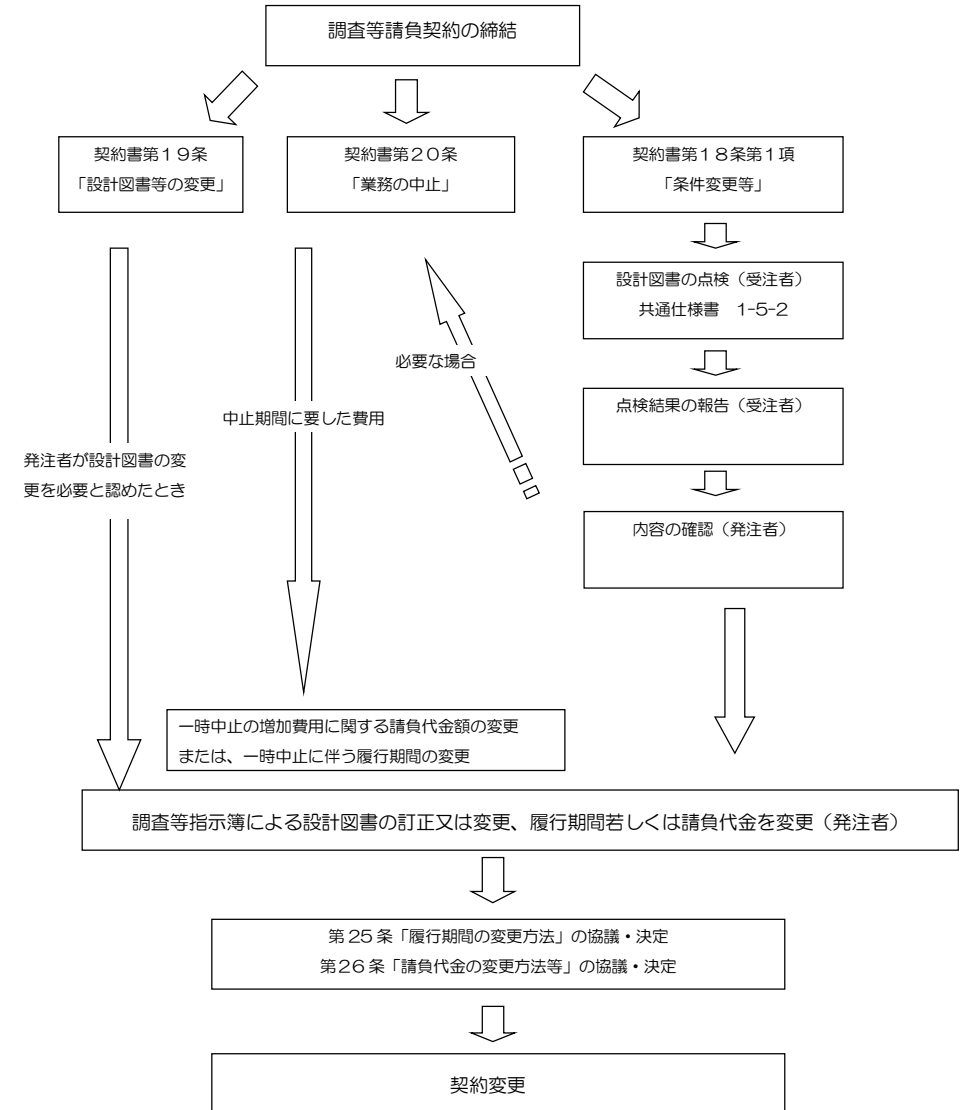 調査等請負契約の締結
契約書第19条
「設計図書等の変更」
契約書第20条
「業務の中止」
契約書第18条第1項
「条件変更等」
設計図書の点検（受注者）
共通仕様書　1-5-2
必要な場合
点検結果の報告（受注者）
中止期間に要した費用
発注者が設計図書の変
更を必要と認めたとき
内容の確認（発注者）
一時中止の増加費用に関する請負代金額の変更
または、一時中止に伴う履行期間の変更
調査等指示簿による設計図書の訂正又は変更、履行期間若しくは請負代金を変更（発注者）
第25条「履行期間の変更方法」の協議・決定
第26条「請負代金の変更方法等」の協議・決定
契約変更